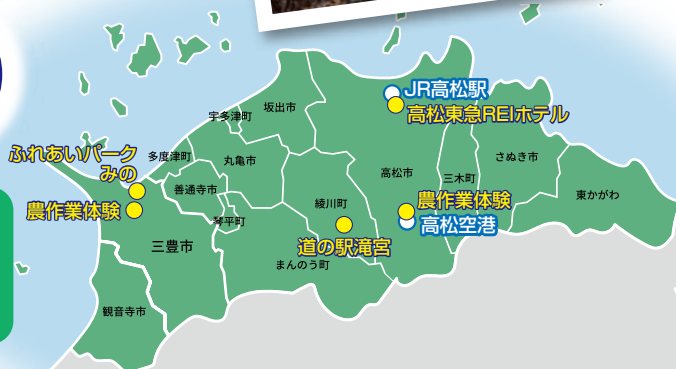 JR高松駅
高松東急REIホテル
坂出市
宇多津町
ふれあいパーク
みの
多度津町
丸亀市
さぬき市
高松市
三木町
善通寺市
東かがわ
農作業体験
綾川町
農作業体験
琴平町
高松空港
三豊市
道の駅滝宮
まんのう町
観音寺市